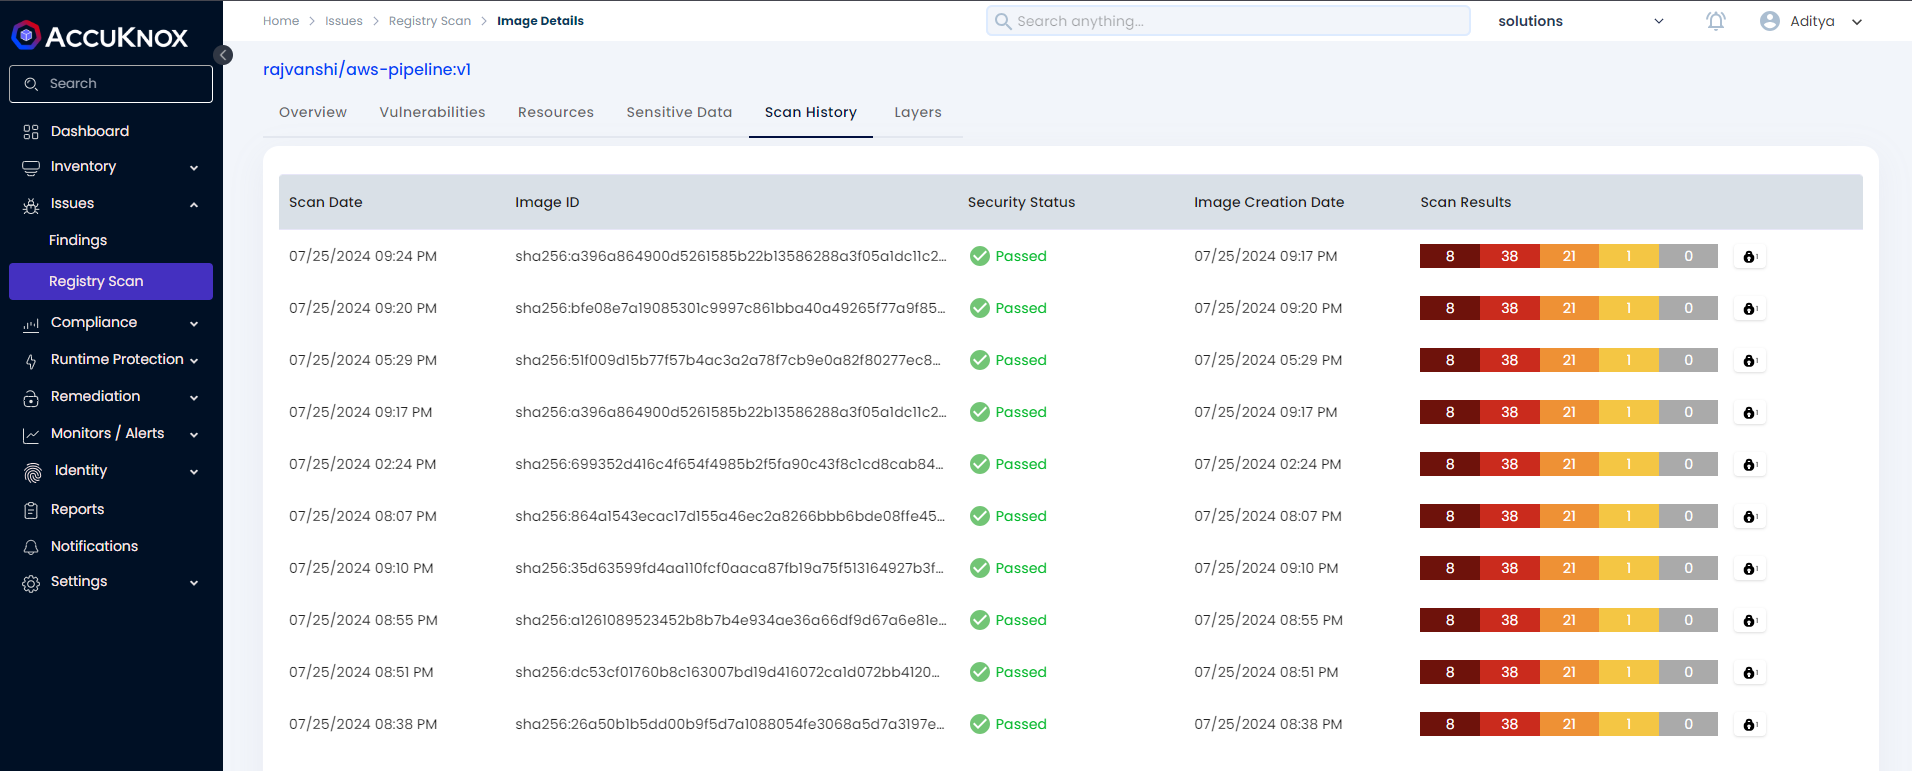 Home > Issues > Registry Scan > Image Details
Search anything...
solutions
Aditya
ACCUKNOX
Search
Dashboard
Inventory
Issues
Findings
Registry Scan
Compliance
Runtime Protection
Remediation
Monitors / Alerts
Identity
Reports
Notifications
Settings
rajvanshi/aws-pipeline:v1
Overview Vulnerabilities Resources Sensitive Data Scan History Layers
Scan Date Image ID Security Status Image Creation Date Scan Results
07/25/2024 09:24 PM sha256:a396a864900d5261585b22b13586288a3f05a1dc11c2... Passed 07/25/2024 09:17 PM 8 38 21 1 0 1
07/25/2024 09:20 PM sha256:bfe08e7a19085301c9997c861bba40a49265f77a9f85... Passed 07/25/2024 09:20 PM 8 38 21 1 0 1
07/25/2024 05:29 PM sha256:51f009d15b77f57b4ac3a2a78f7cb9e0a82f80277ec8... Passed 07/25/2024 05:29 PM 8 38 21 1 0 1
07/25/2024 09:17 PM sha256:a396a864900d5261585b22b13586288a3f05a1dc11c2... Passed 07/25/2024 09:17 PM 8 38 21 1 0 1
07/25/2024 02:24 PM sha256:699352d416c4f654f4985b2f5fa90c43f8c1cd8cab84... Passed 07/25/2024 02:24 PM 8 38 21 1 0 1
07/25/2024 08:07 PM sha256:864a1543ecac17d155a46ec2a8266bbb6bde08ffe45... Passed 07/25/2024 08:07 PM 8 38 21 1 0 1
07/25/2024 09:10 PM sha256:35d63599fd4aa110fcf0aaca87fb19a75f513164927b3f... Passed 07/25/2024 09:10 PM 8 38 21 1 0 1
07/25/2024 08:55 PM sha256:a1261089523452b8b7b4e934ae36a66df9d67a6e81e... Passed 07/25/2024 08:55 PM 8 38 21 1 0 1
07/25/2024 08:51 PM sha256:dc53cf01760b8c163007bd19d416072ca1d072bb4120... Passed 07/25/2024 08:51 PM 8 38 21 1 0 1
07/25/2024 08:38 PM sha256:26a50b1b5dd00b9f5d7a1088054fe3068a5d7a3197e... Passed 07/25/2024 08:38 PM 8 38 21 1 0 1